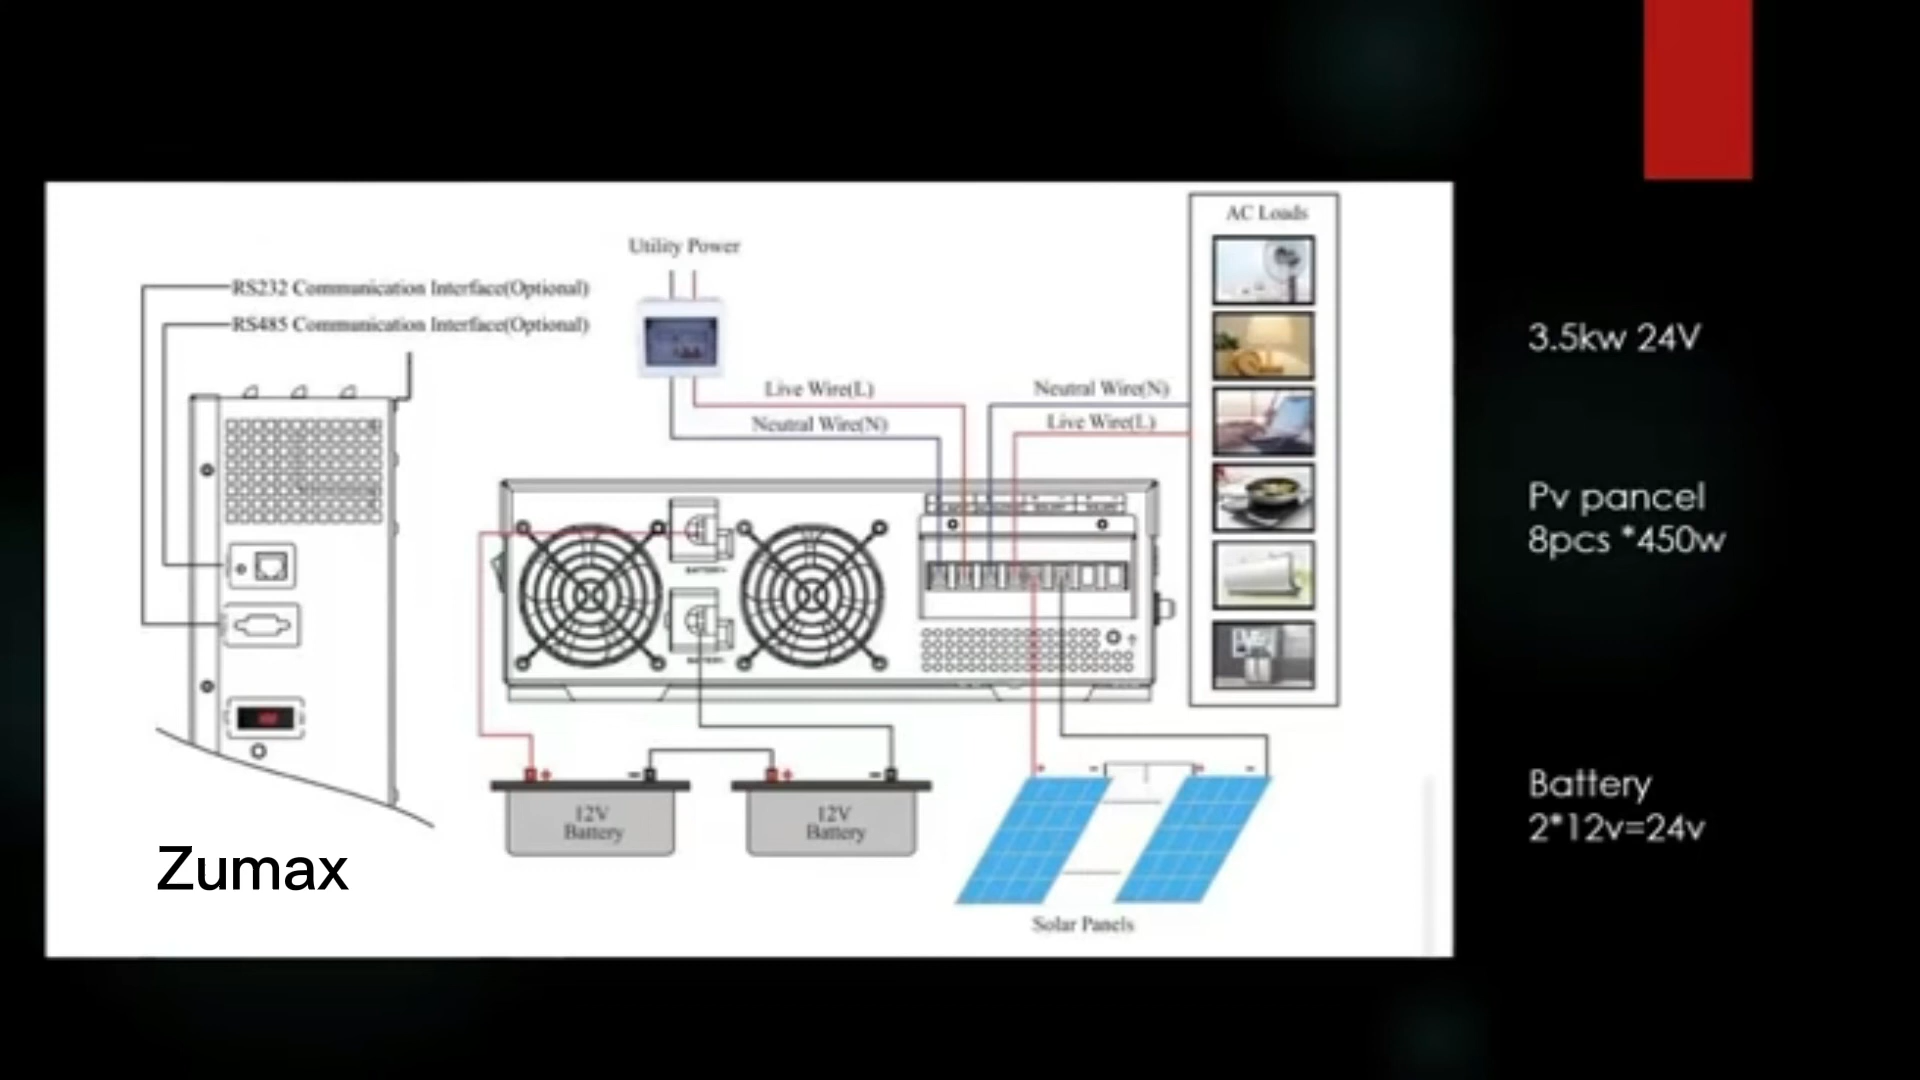 AC Loads
Utility Power
RS232 Communication Interface(Optional)
RS485 Communication Interface(Optional)
Live Wire(L)
Neutral Wire(N)
Neutral Wire(N)
Live Wire(L)
BATTERY+
BATTERY-
+
-
+
-
12V
Battery
12V
Battery
+
-
+
-
Solar Panels
Zumax
3.5kw 24V
Pv pancel
8pcs *450w
Battery
2*12v=24v